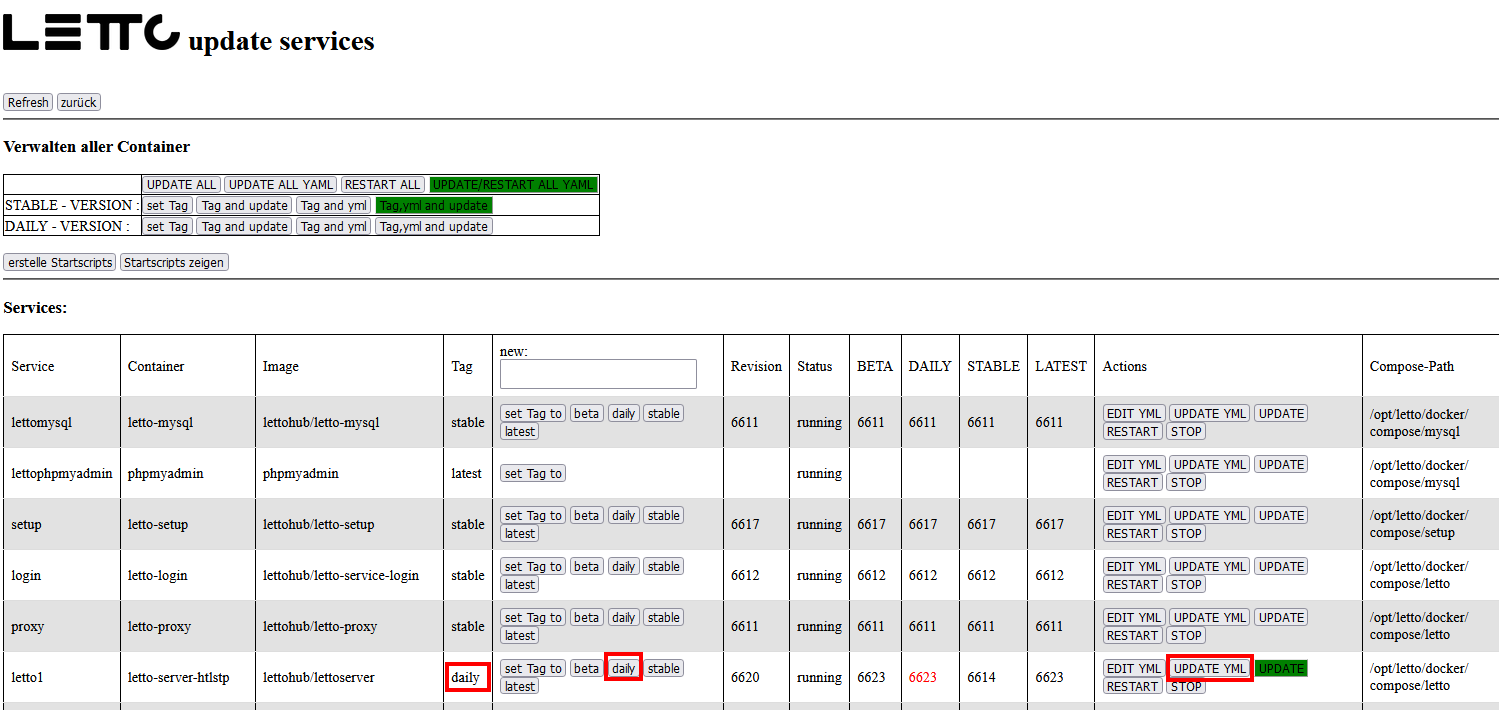 LETTO update services
Refresh zurück
Verwalten aller Container
UPDATE ALL UPDATE ALL YAML RESTART ALL UPDATE/RESTART ALL YAML
STABLE - VERSION : set Tag Tag and update Tag and yml Tag,yml and update
DAILY - VERSION : set Tag Tag and update Tag and yml Tag,yml and update
erstelle Startscripts Startscripts zeigen
Services:
new:
Service Container Image Tag Revision Status BETA DAILY STABLE LATEST Actions Compose-Path
set Tag to beta daily stable EDIT YML UPDATE YML UPDATE /opt/letto/docker/
lettomysql letto-mysql lettohub/letto-mysql stable 6611 running 6611 6611 6611 6611
latest RESTART STOP compose/mysql
EDIT YML UPDATE YML UPDATE /opt/letto/docker/
lettophpmyadmin phpmyadmin phpmyadmin latest set Tag to running
RESTART STOP compose/mysql
set Tag to beta daily stable EDIT YML UPDATE YML UPDATE /opt/letto/docker/
setup letto-setup lettohub/letto-setup stable 6617 running 6617 6617 6617 6617
latest RESTART STOP compose/setup
set Tag to beta daily stable EDIT YML UPDATE YML UPDATE /opt/letto/docker/
login letto-login lettohub/letto-service-login stable 6612 running 6612 6612 6612 6612
latest RESTART STOP compose/letto
set Tag to beta daily stable EDIT YML UPDATE YML UPDATE /opt/letto/docker/
proxy letto-proxy lettohub/letto-proxy stable 6611 running 6611 6611 6611 6611
latest RESTART STOP compose/letto
set Tag to beta daily stable EDIT YML UPDATE YML UPDATE /opt/letto/docker/
letto1 letto-server-htlstp lettohub/lettoserver daily 6620 running 6623 6623 6614 6623
latest RESTART STOP compose/letto